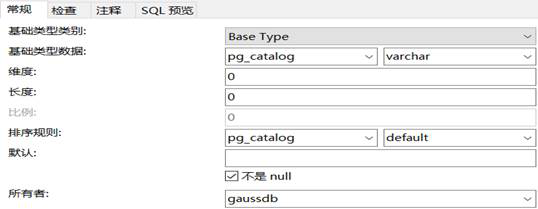 常规 检查 注释 SQL 预览
基础类型类别: Base Type
基础类型数据: pg_catalog varchar
维度: 0
长度: 0
比例: 0
排序规则: pg_catalog default
默认:
不是 null
所有者: gaussdb